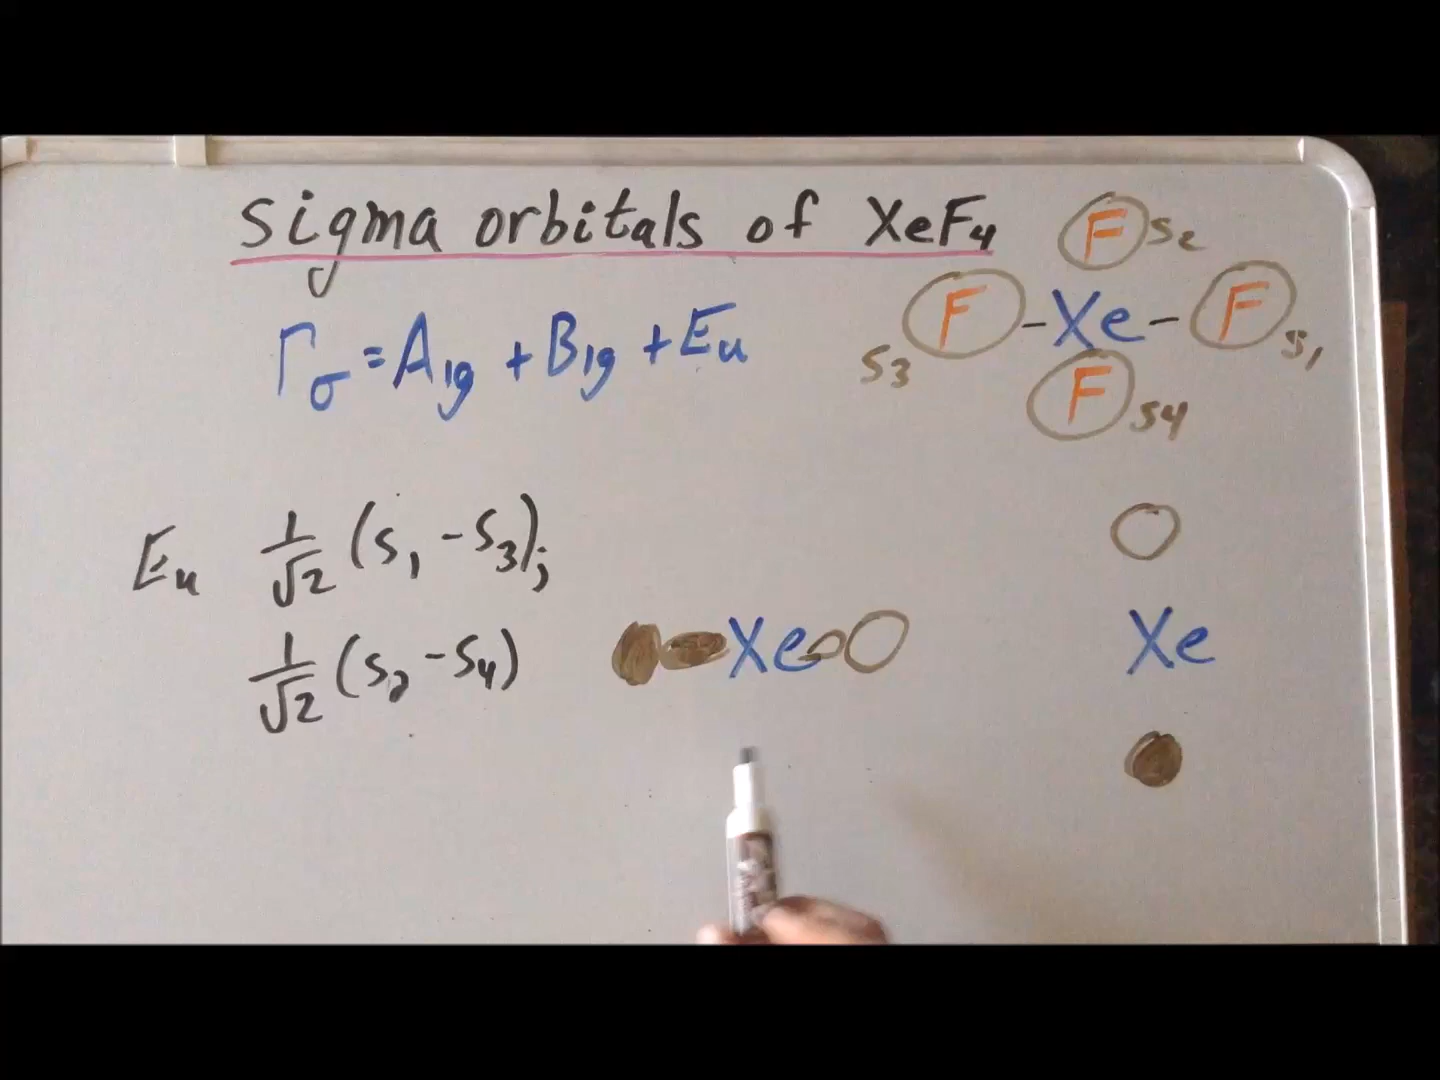 Sigma orbitals of XeF₄
F S₂
F - Xe - F
S₃ S₁
F S4
Γσ = A₁g + B₁g + Eu
Eu 1/√2 (S₁ - S₃);
1/√2 (S₂ - S₄)
Xe
Xe